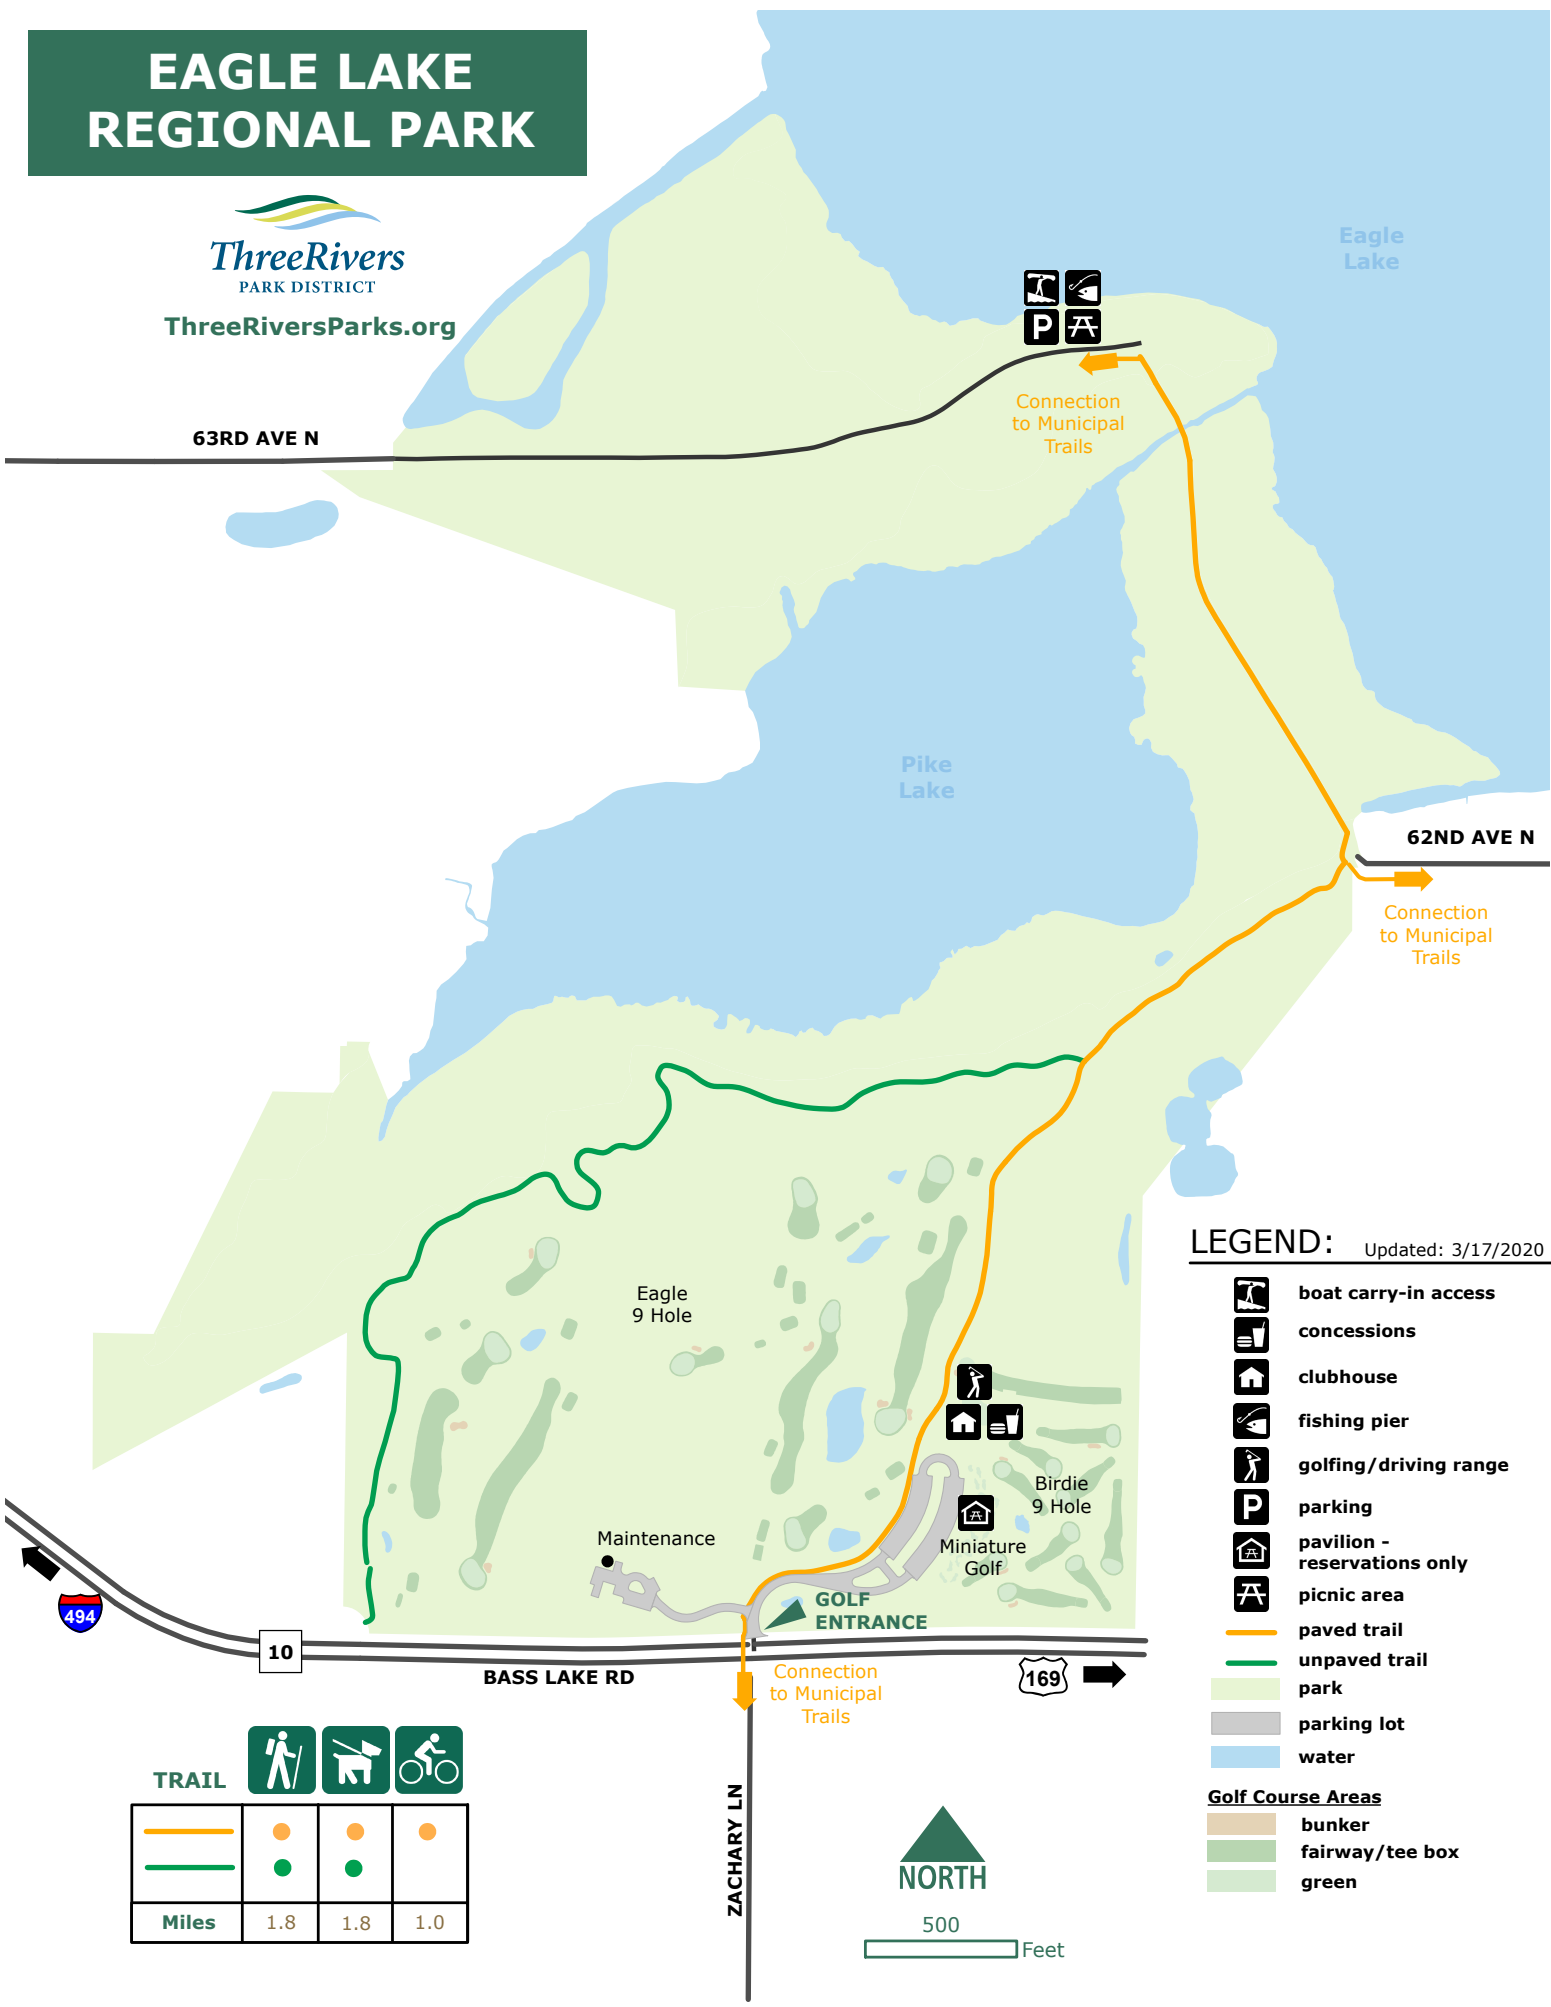 EAGLE LAKE
REGIONAL PARK
ThreeRivers
PARK DISTRICT
ThreeRiversParks.org
Eagle
Lake
P
Connection
to Municipal
Trails
63RD AVE N
Pike
Lake
62ND AVE N
Connection
to Municipal
Trails
Eagle
9 Hole
Birdie
9 Hole
Maintenance
Miniature
Golf
GOLF
ENTRANCE
494
10
BASS LAKE RD
169
Connection
to Municipal
Trails
ZACHARY LN
LEGEND:
Updated: 3/17/2020
boat carry-in access
concessions
clubhouse
fishing pier
golfing/driving range
P
parking
pavilion -
reservations only
picnic area
paved trail
unpaved trail
park
parking lot
water
Golf Course Areas
bunker
fairway/tee box
green
TRAIL
Miles 1.8 1.8 1.0
NORTH
500
Feet